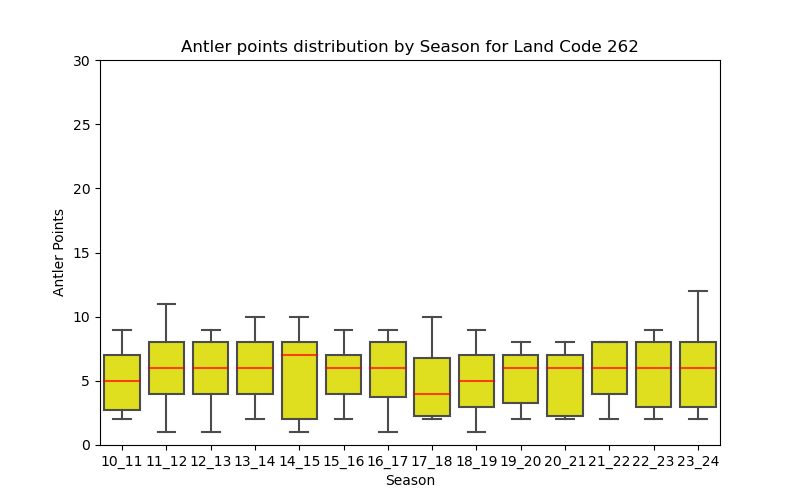 Antler points distribution by Season for Land Code 262
30
25
20
15
10
5
0
Antler Points
10_11 11_12 12_13 13_14 14_15 15_16 16_17 17_18 18_19 19_20 20_21 21_22 22_23 23_24
Season